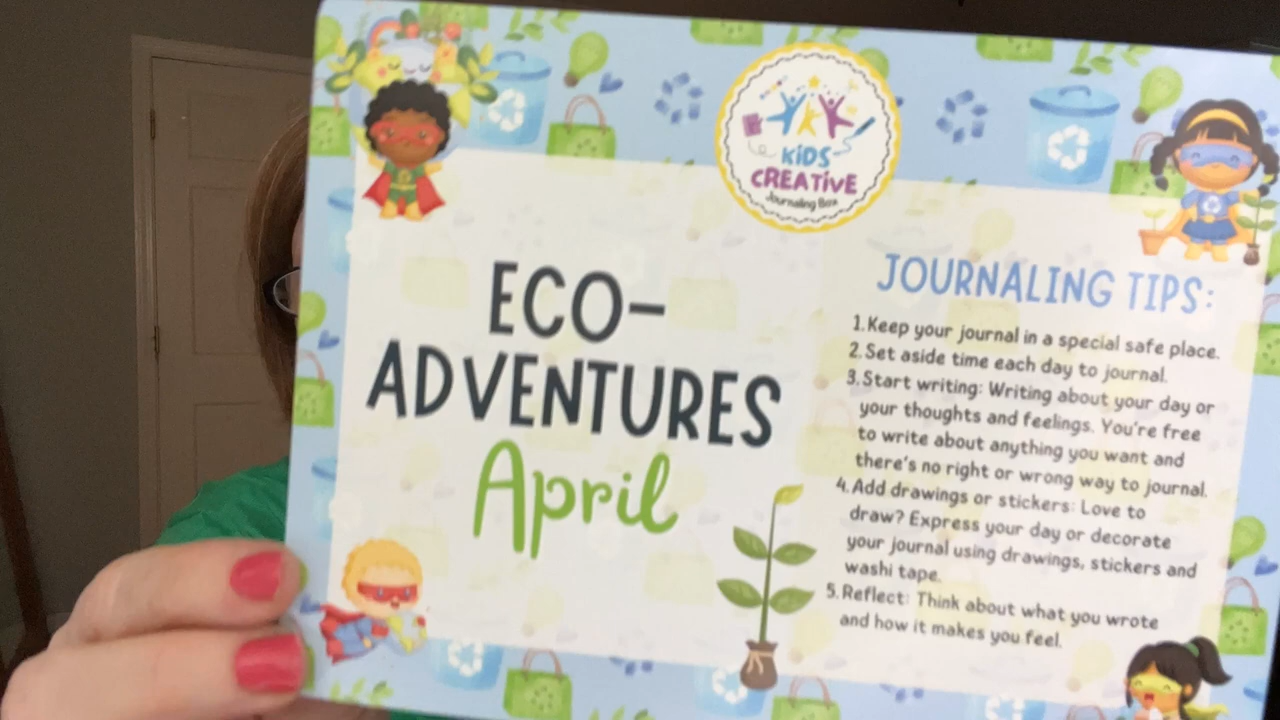 KiDS
CREATiVE
Journaling Box
ECO-
ADVENTURES
April
JOURNALING TIPS:
1. Keep your journal in a special safe place.
2. Set aside time each day to journal.
3. Start writing: Writing about your day or
your thoughts and feelings. You're free
to write about anything you want and
there's no right or wrong way to journal.
4. Add drawings or stickers: Love to
draw? Express your day or decorate
your journal using drawings, stickers and
washi tape.
5. Reflect: Think about what you wrote
and how it makes you feel.